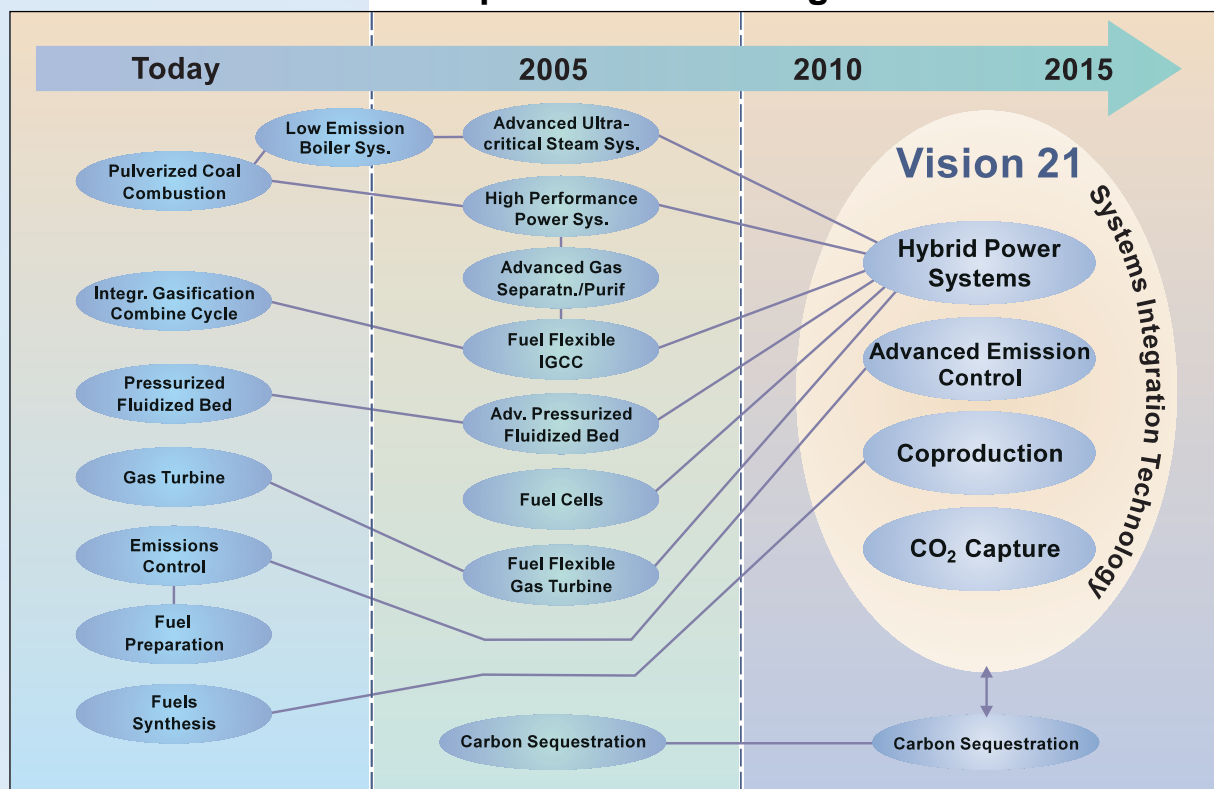 Today
2005
2010
2015
Low Emission
Boiler Sys.
Pulverized Coal
Combustion
Integr. Gasification
Combine Cycle
Pressurized
Fluidized Bed
Gas Turbine
Emissions
Control
Fuel
Preparation
Fuels
Synthesis
Advanced Ultra-
critical Steam Sys.
High Performance
Power Sys.
Advanced Gas
Separatn./Purif
Fuel Flexible
IGCC
Adv. Pressurized
Fluidized Bed
Fuel Cells
Fuel Flexible
Gas Turbine
Carbon Sequestration
Vision 21
Hybrid Power
Systems
Advanced Emission
Control
Coproduction
CO₂ Capture
Systems Integration Technology
Carbon Sequestration